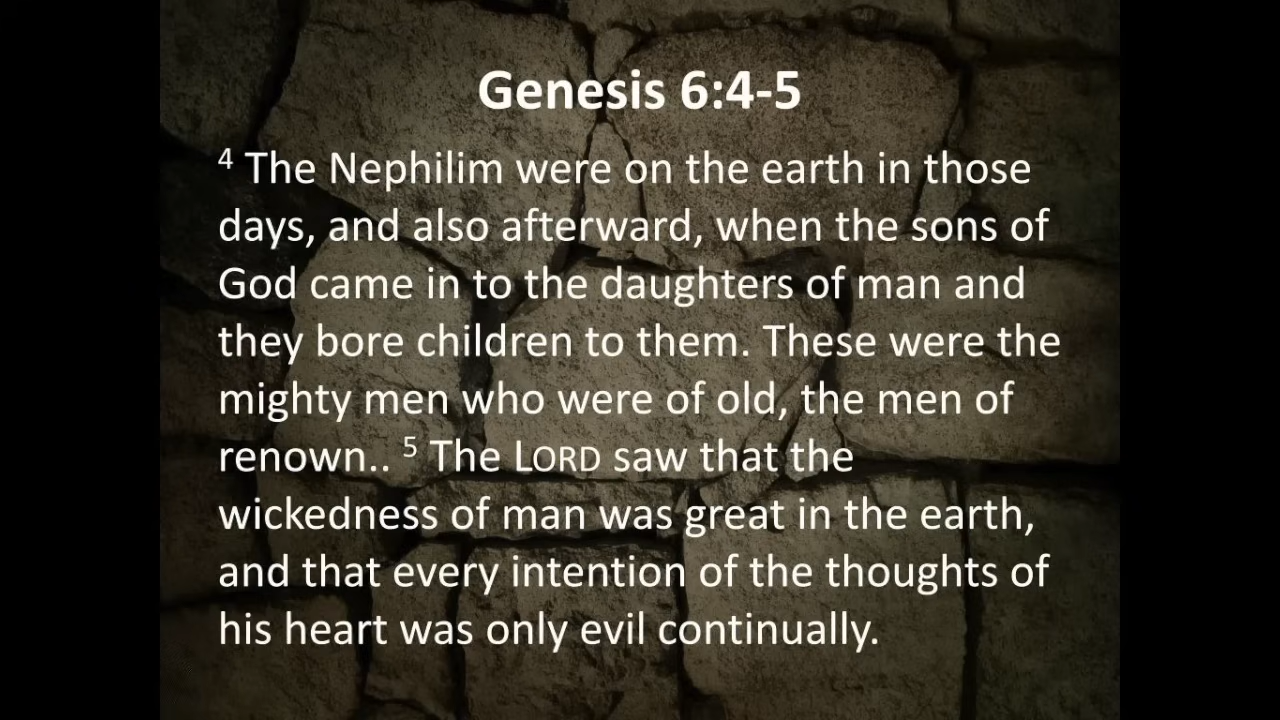 Genesis 6:4-5
⁴ The Nephilim were on the earth in those
days, and also afterward, when the sons of
God came in to the daughters of man and
they bore children to them. These were the
mighty men who were of old, the men of
renown.. ⁵ The LORD saw that the
wickedness of man was great in the earth,
and that every intention of the thoughts of
his heart was only evil continually.